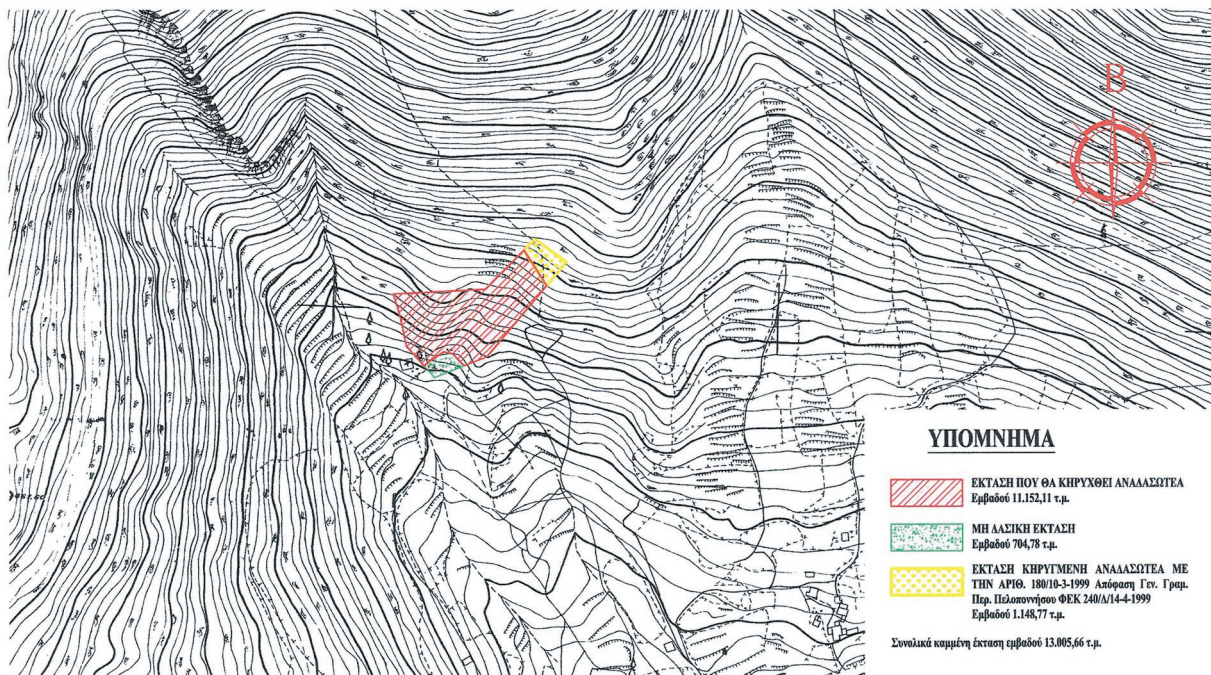 Β
ΥΠΟΜΝΗΜΑ
ΕΚΤΑΣΗ ΠΟΥ ΘΑ ΚΗΡΥΧΘΕΙ ΑΝΑΔΑΣΩΤΕΑ
Εμβαδού 11.152,11 τ.μ.
ΜΗ ΔΑΣΙΚΗ ΕΚΤΑΣΗ
Εμβαδού 704,78 τ.μ.
ΕΚΤΑΣΗ ΚΗΡΥΓΜΕΝΗ ΑΝΑΔΑΣΩΤΕΑ ΜΕ
ΤΗΝ ΑΡΙΘ. 180/10-3-1999 Απόφαση Γεν. Γραμ.
Περ. Πελοποννήσου ΦΕΚ 240/Δ/14-4-1999
Εμβαδού 1.148,77 τ.μ.
Συνολικά καμμένη έκταση εμβαδού 13.005,66 τ.μ.